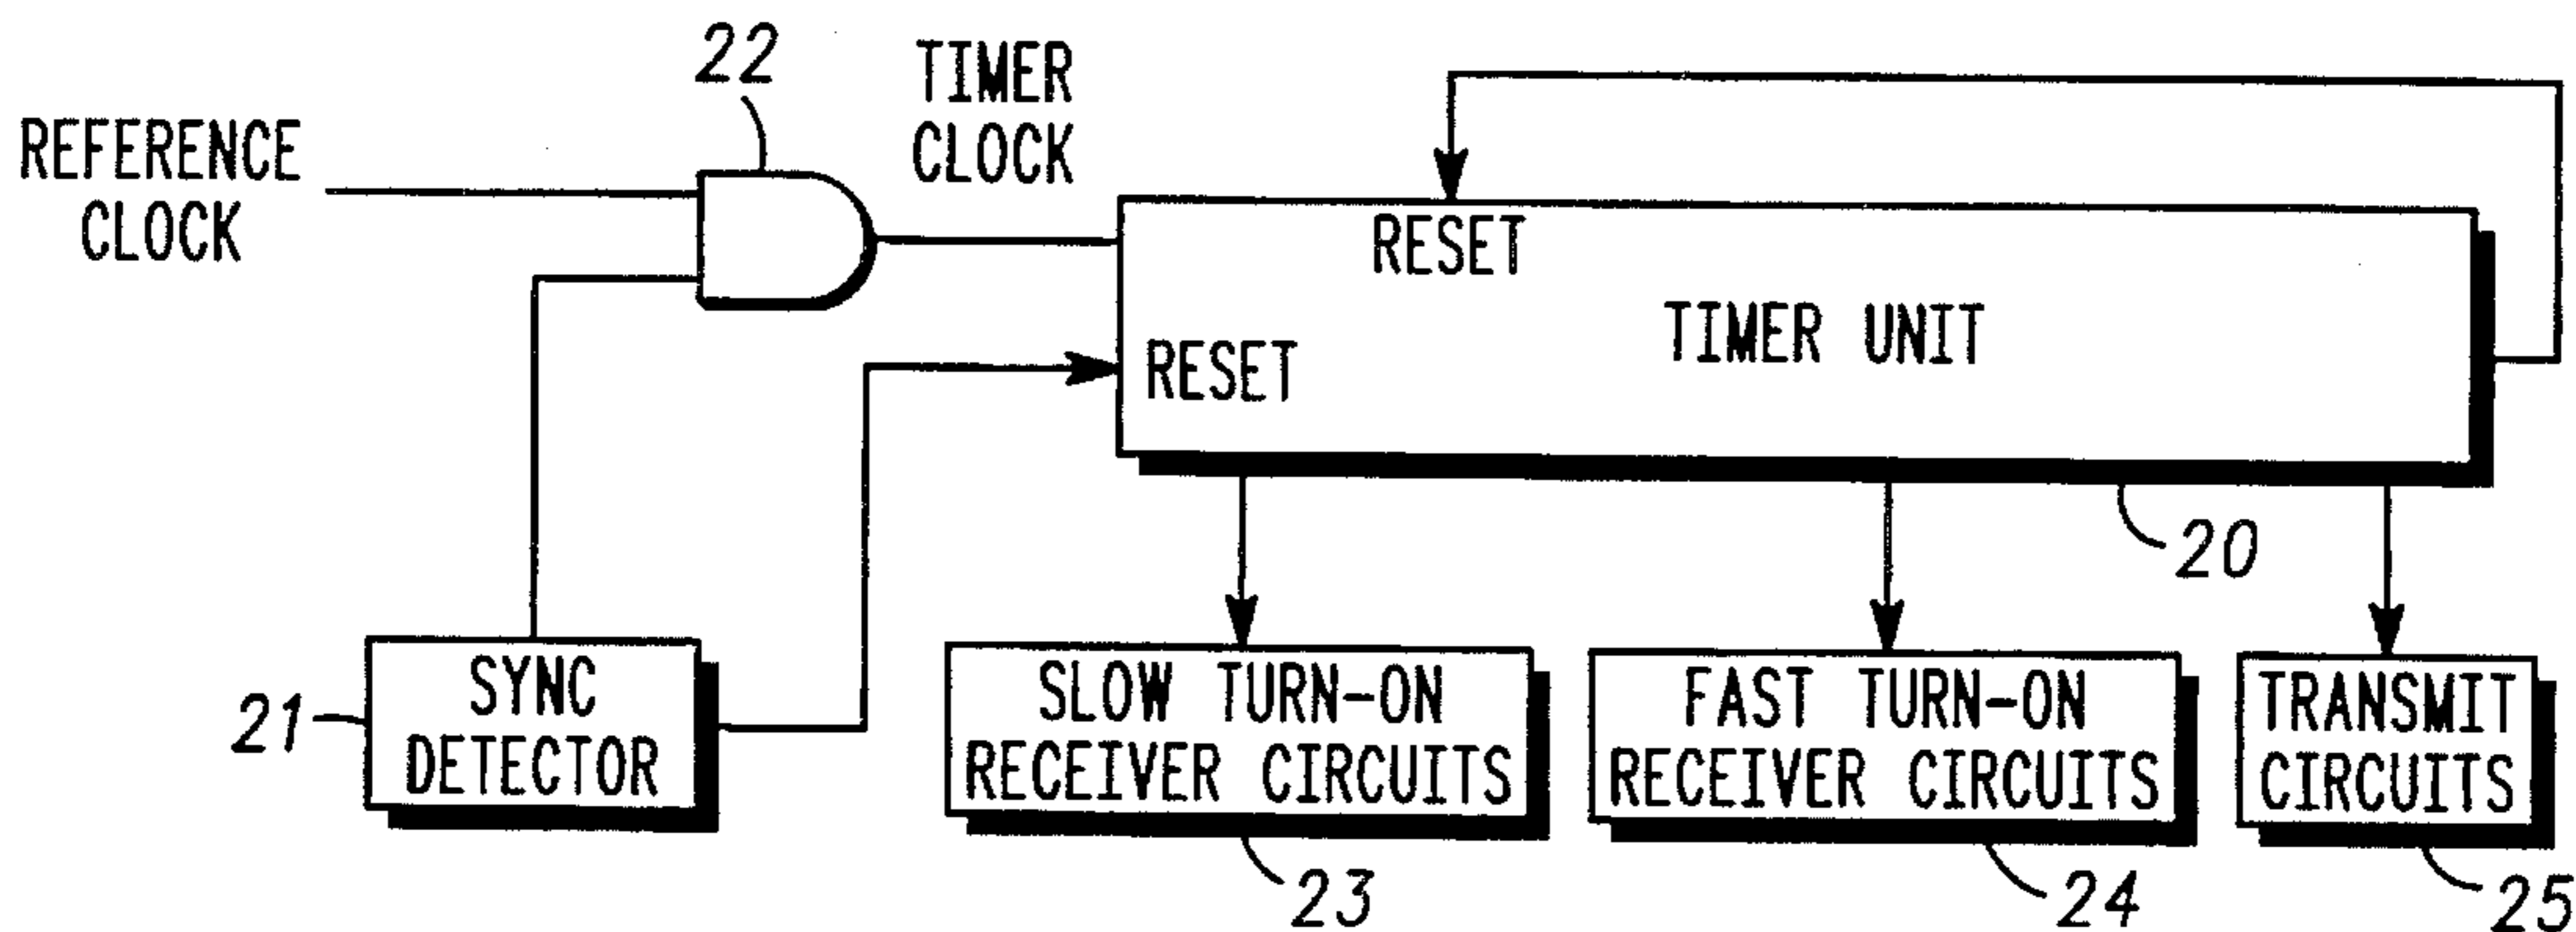 22
TIMER
CLOCK
REFERENCE
CLOCK
RESET
TIMER UNIT
RESET
20
21
SYNC
DETECTOR
SLOW TURN-ON
RECEIVER CIRCUITS
FAST TURN-ON
RECEIVER CIRCUITS
TRANSMIT
CIRCUITS
23
24
25